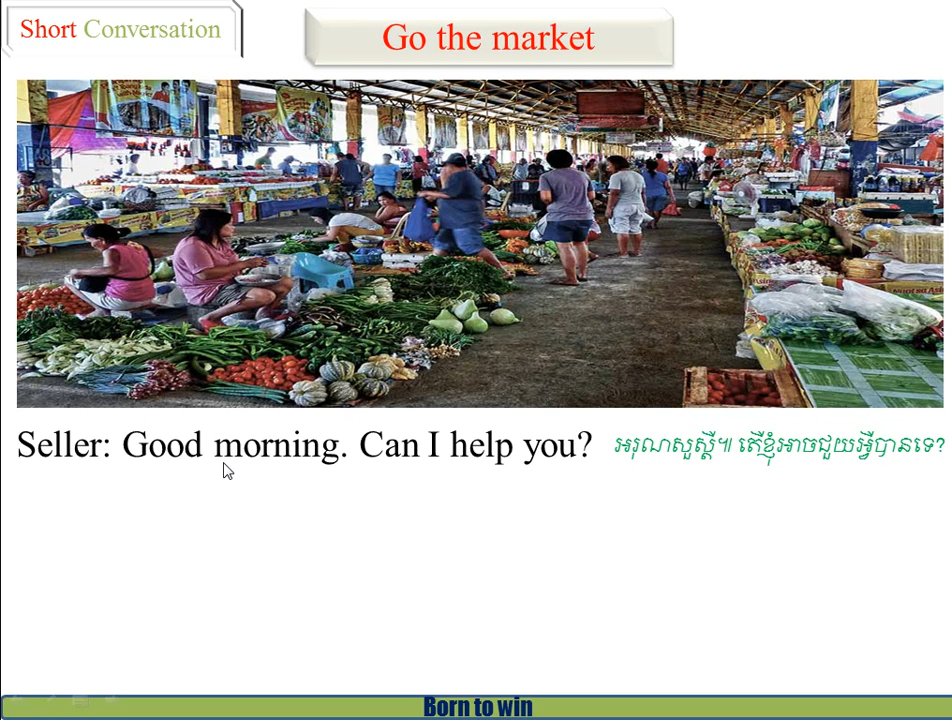 Short Conversation
Go the market
Seller: Good morning. Can I help you? អរុណសួស្តី៕ តើខ្ញុំអាចជួយអ្វីបានទេ?
Born to win